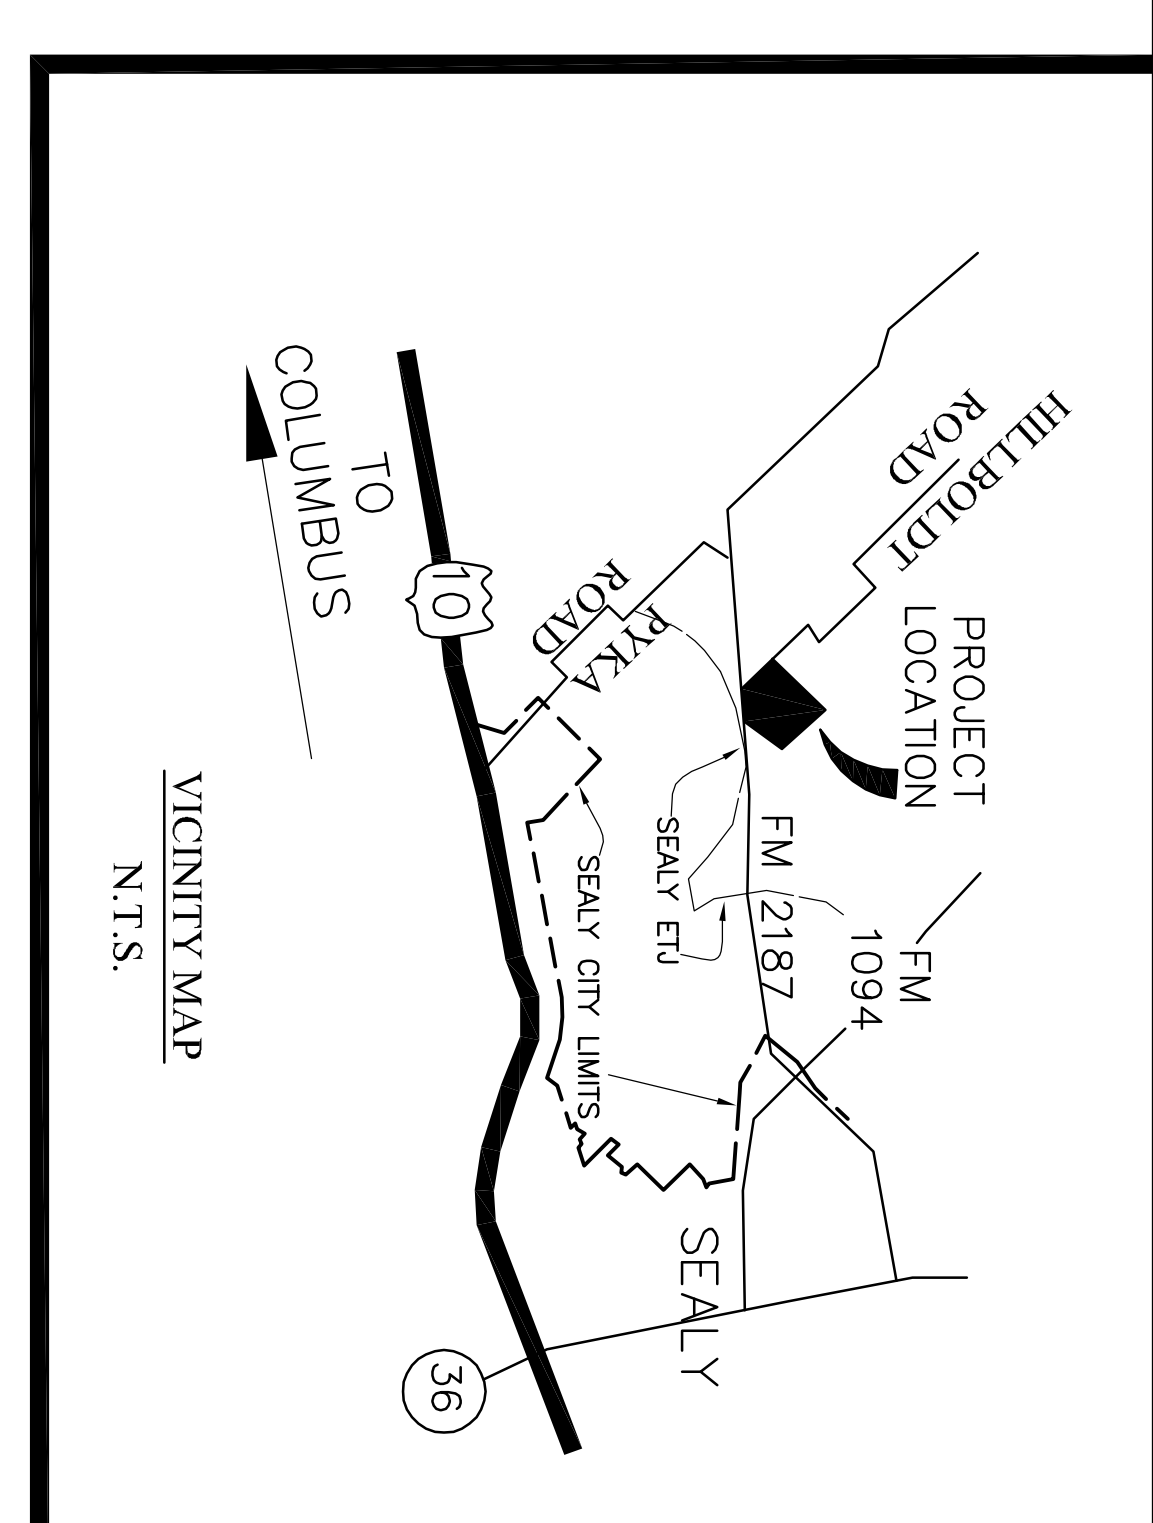 HILLBOLDT
ROAD
PROJECT
LOCATION
FM
1094
FM 2187
SEALY ETJ
PYKA
ROAD
SEALY CITY LIMITS
SEALY
10
36
TO
COLUMBUS
VICINITY MAP
N.T.S.